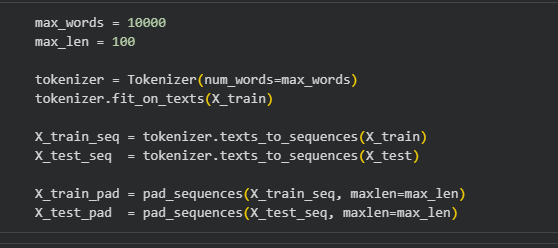 max_words = 10000
max_len = 100
tokenizer = Tokenizer(num_words=max_words)
tokenizer.fit_on_texts(X_train)
X_train_seq = tokenizer.texts_to_sequences(X_train)
X_test_seq  = tokenizer.texts_to_sequences(X_test)
X_train_pad = pad_sequences(X_train_seq, maxlen=max_len)
X_test_pad  = pad_sequences(X_test_seq, maxlen=max_len)